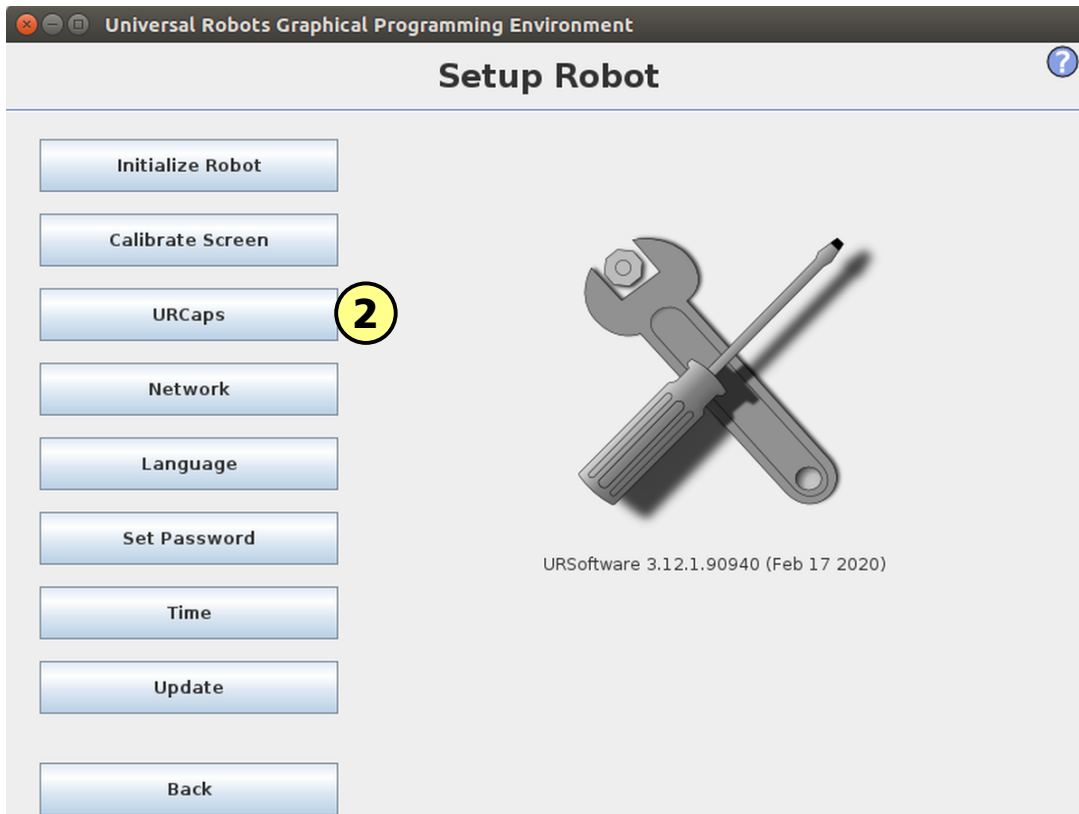 Universal Robots Graphical Programming Environment
Setup Robot
?
Initialize Robot
Calibrate Screen
URCaps
2
Network
Language
Set Password
Time
Update
Back
URSoftware 3.12.1.90940 (Feb 17 2020)